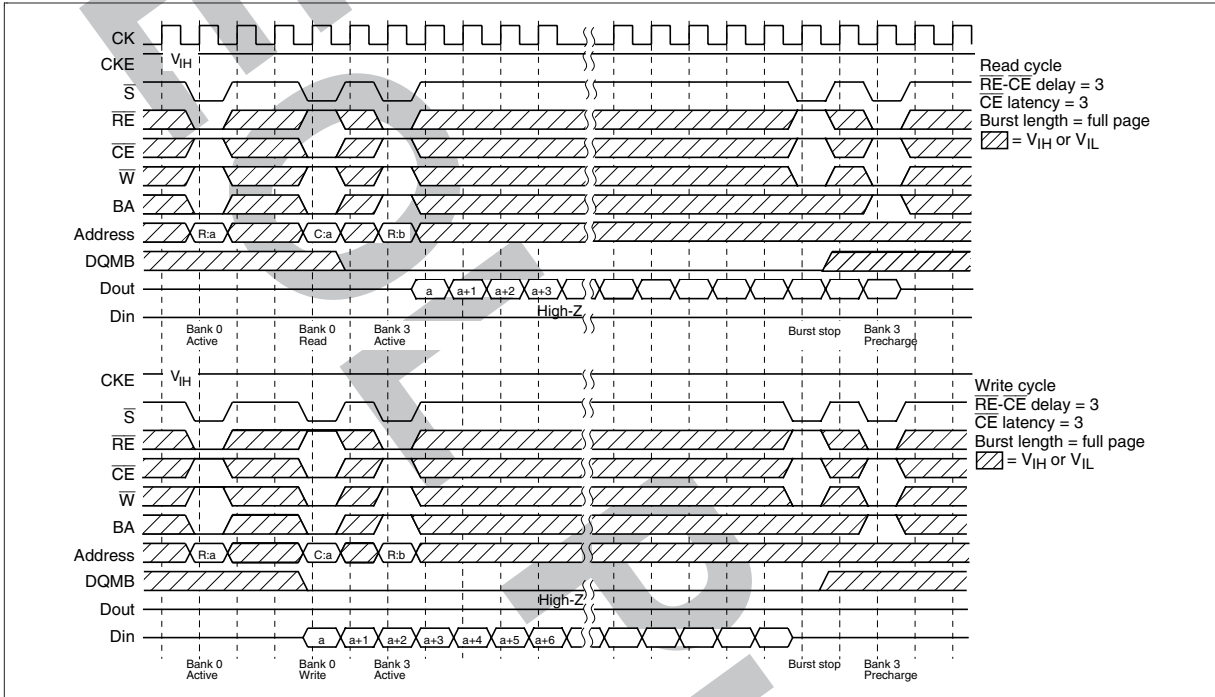 CK
CKE VIH
S
RE
CE
W
BA
Address R:a C:a R:b
DQMB
Dout a a+1 a+2 a+3
High-Z
Din
Bank 0 Active
Bank 0 Read
Bank 3 Active
Burst stop
Bank 3 Precharge
Read cycle
RE-CE delay = 3
CE latency = 3
Burst length = full page
= VIH or VIL
CKE VIH
S
RE
CE
W
BA
Address R:a C:a R:b
DQMB
High-Z
Dout
Din a a+1 a+2 a+3 a+4 a+5 a+6
Bank 0 Active
Bank 0 Write
Bank 3 Active
Burst stop
Bank 3 Precharge
Write cycle
RE-CE delay = 3
CE latency = 3
Burst length = full page
= VIH or VIL